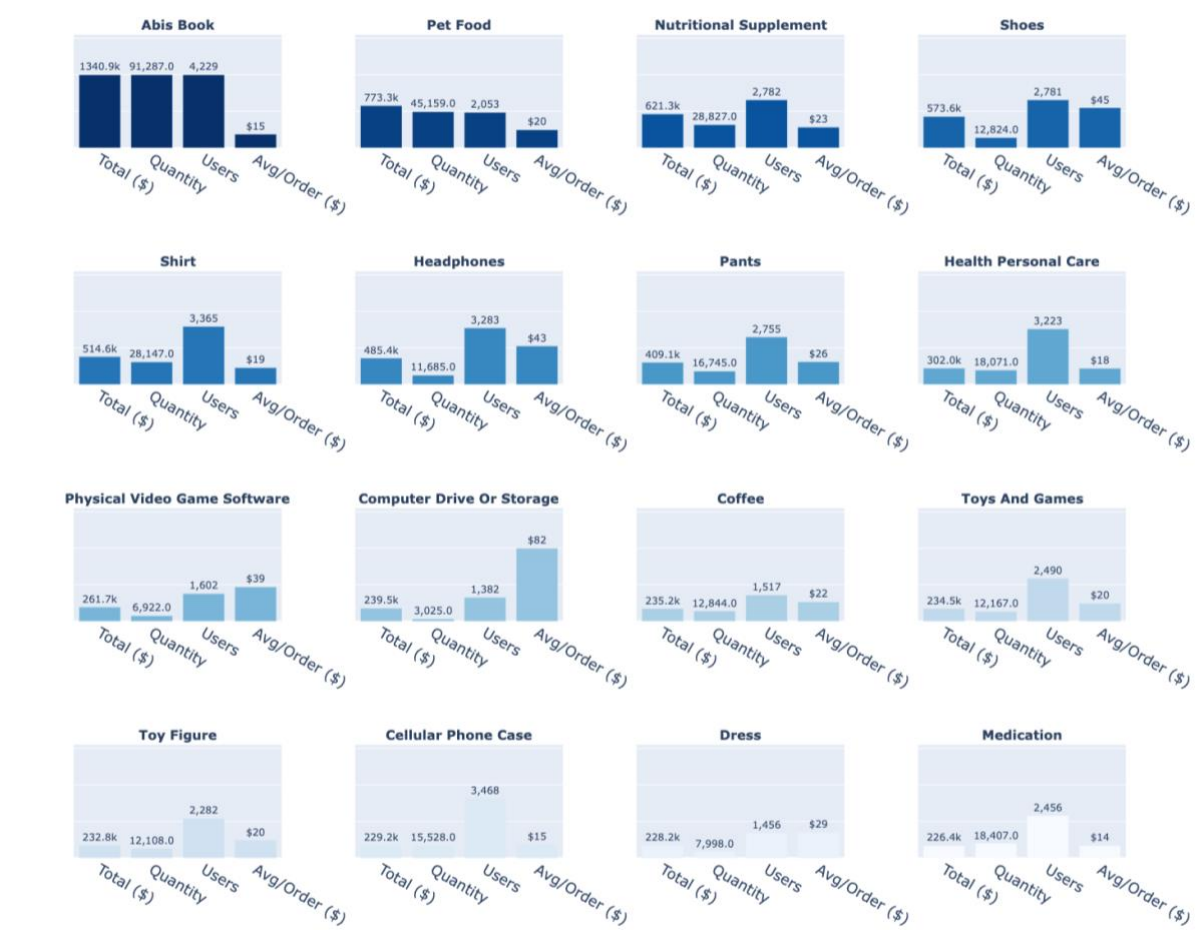 Abis Book
Pet Food
Nutritional Supplement
Shoes
1340.9k 91,287.0 4,229 $15
773.3k 45,159.0 2,053 $20
621.3k 28,827.0 2,782 $23
573.6k 12,824.0 2,781 $45
Total ($) Quantity Users Avg/Order ($)
Total ($) Quantity Users Avg/Order ($)
Total ($) Quantity Users Avg/Order ($)
Total ($) Quantity Users Avg/Order ($)
Shirt
Headphones
Pants
Health Personal Care
514.6k 28,147.0 3,365 $19
485.4k 11,685.0 3,283 $43
409.1k 16,745.0 2,755 $26
302.0k 18,071.0 3,223 $18
Total ($) Quantity Users Avg/Order ($)
Total ($) Quantity Users Avg/Order ($)
Total ($) Quantity Users Avg/Order ($)
Total ($) Quantity Users Avg/Order ($)
Physical Video Game Software
Computer Drive Or Storage
Coffee
Toys And Games
261.7k 6,922.0 1,602 $39
239.5k 3,025.0 1,382 $82
235.2k 12,844.0 1,517 $22
234.5k 12,167.0 2,490 $20
Total ($) Quantity Users Avg/Order ($)
Total ($) Quantity Users Avg/Order ($)
Total ($) Quantity Users Avg/Order ($)
Total ($) Quantity Users Avg/Order ($)
Toy Figure
Cellular Phone Case
Dress
Medication
232.8k 12,108.0 2,282 $20
229.2k 15,528.0 3,468 $15
228.2k 7,998.0 1,456 $29
226.4k 18,407.0 2,456 $14
Total ($) Quantity Users Avg/Order ($)
Total ($) Quantity Users Avg/Order ($)
Total ($) Quantity Users Avg/Order ($)
Total ($) Quantity Users Avg/Order ($)